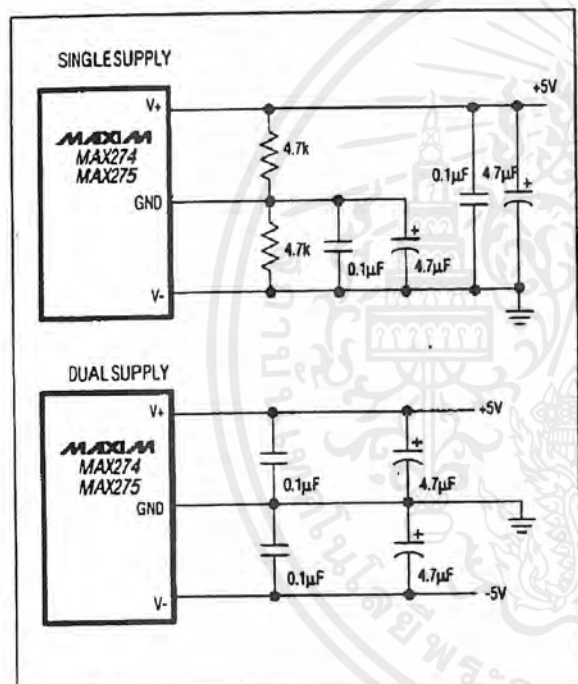 SINGLE SUPPLY
V+
+5V
MAXIM
MAX274
MAX275
4.7k
0.1µF
4.7µF
GND
4.7k
0.1µF
4.7µF
V-
DUAL SUPPLY
V+
+5V
MAXIM
MAX274
MAX275
0.1µF
4.7µF
GND
0.1µF
4.7µF
V-
-5V